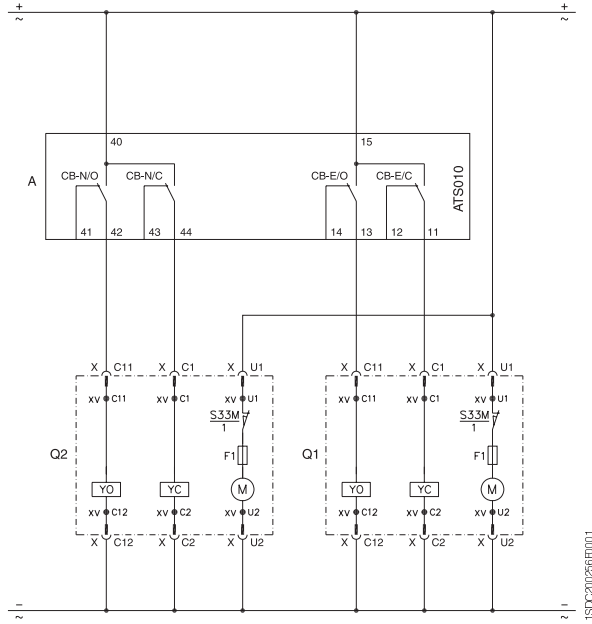 + +
~ ~
40 15
A CB-N/O CB-N/C CB-E/O CB-E/C ATS010
41 42 43 44 14 13 12 11
X C11 X C1 X U1 X C11 X C1 X U1
xv C11 xv C1 xv U1 xv C11 xv C1 xv U1
S33M S33M
1 1
Q2 F1 Q1 F1
YO YC M YO YC M
xv C12 xv C2 xv U2 xv C12 xv C2 xv U2
X C12 X C2 X U2 X C12 X C2 X U2
− −
~ ~
1SDC200256F0001